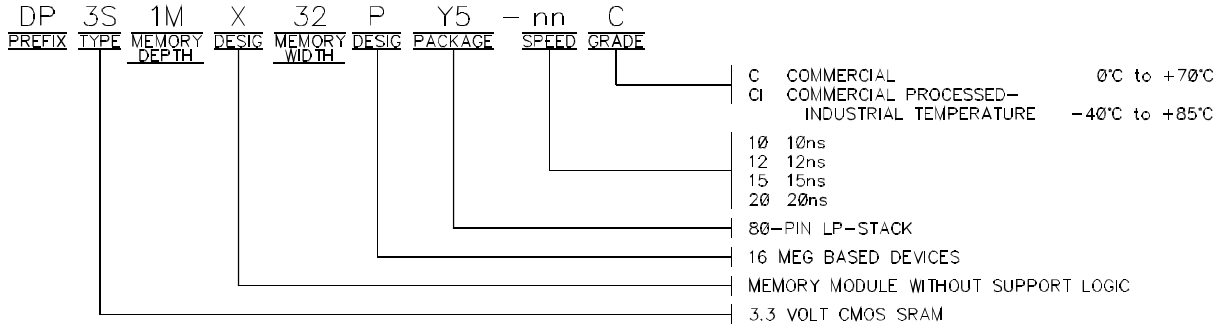 DP 3S 1M X 32 P Y5 -nn C
PREFIX TYPE MEMORY DEPTH DESIG MEMORY WIDTH DESIG PACKAGE SPEED GRADE
C COMMERCIAL 0°C to +70°C
CI COMMERCIAL PROCESSED-
INDUSTRIAL TEMPERATURE -40°C to +85°C
10 10ns
12 12ns
15 15ns
20 20ns
80-PIN LP-STACK
16 MEG BASED DEVICES
MEMORY MODULE WITHOUT SUPPORT LOGIC
3.3 VOLT CMOS SRAM